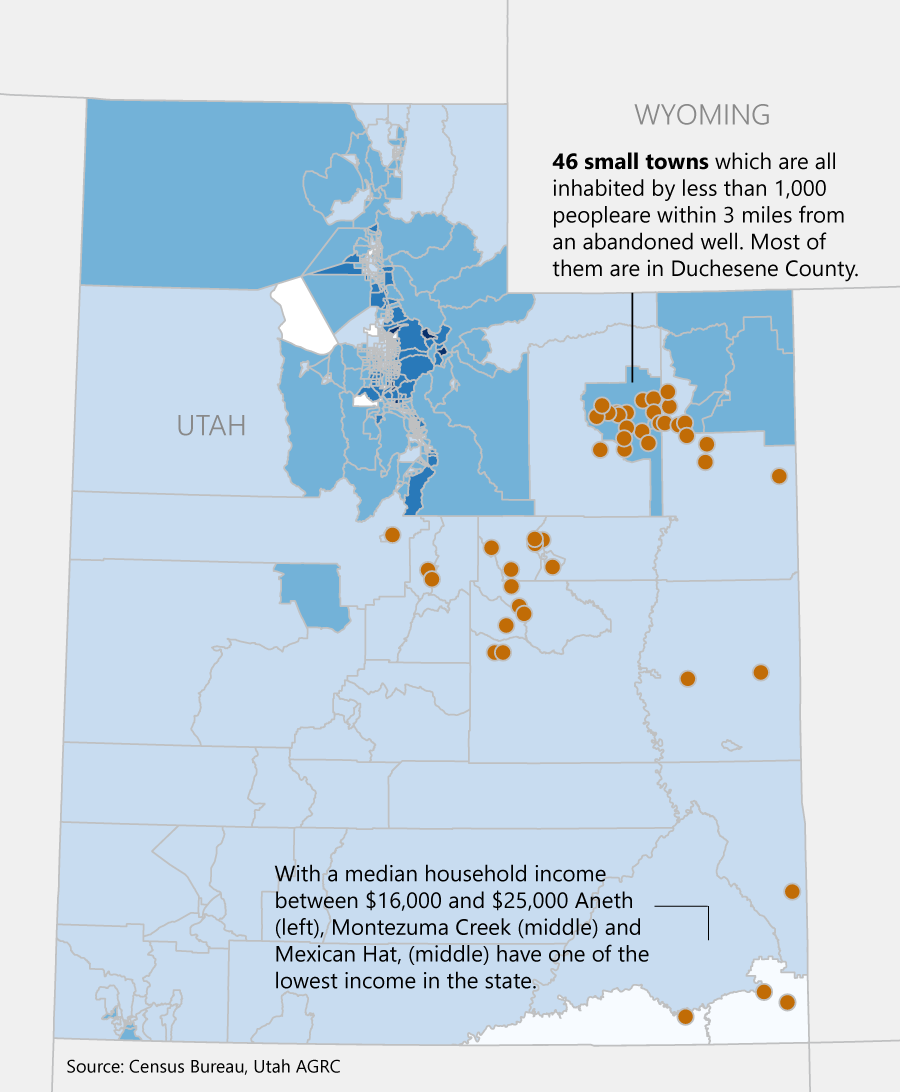 WYOMING
46 small towns which are all
inhabited by less than 1,000
peopleare within 3 miles from
an abandoned well. Most of
them are in Duchesene County.
UTAH
With a median household income
between $16,000 and $25,000 Aneth
(left), Montezuma Creek (middle) and
Mexican Hat, (middle) have one of the
lowest income in the state.
Source: Census Bureau, Utah AGRC